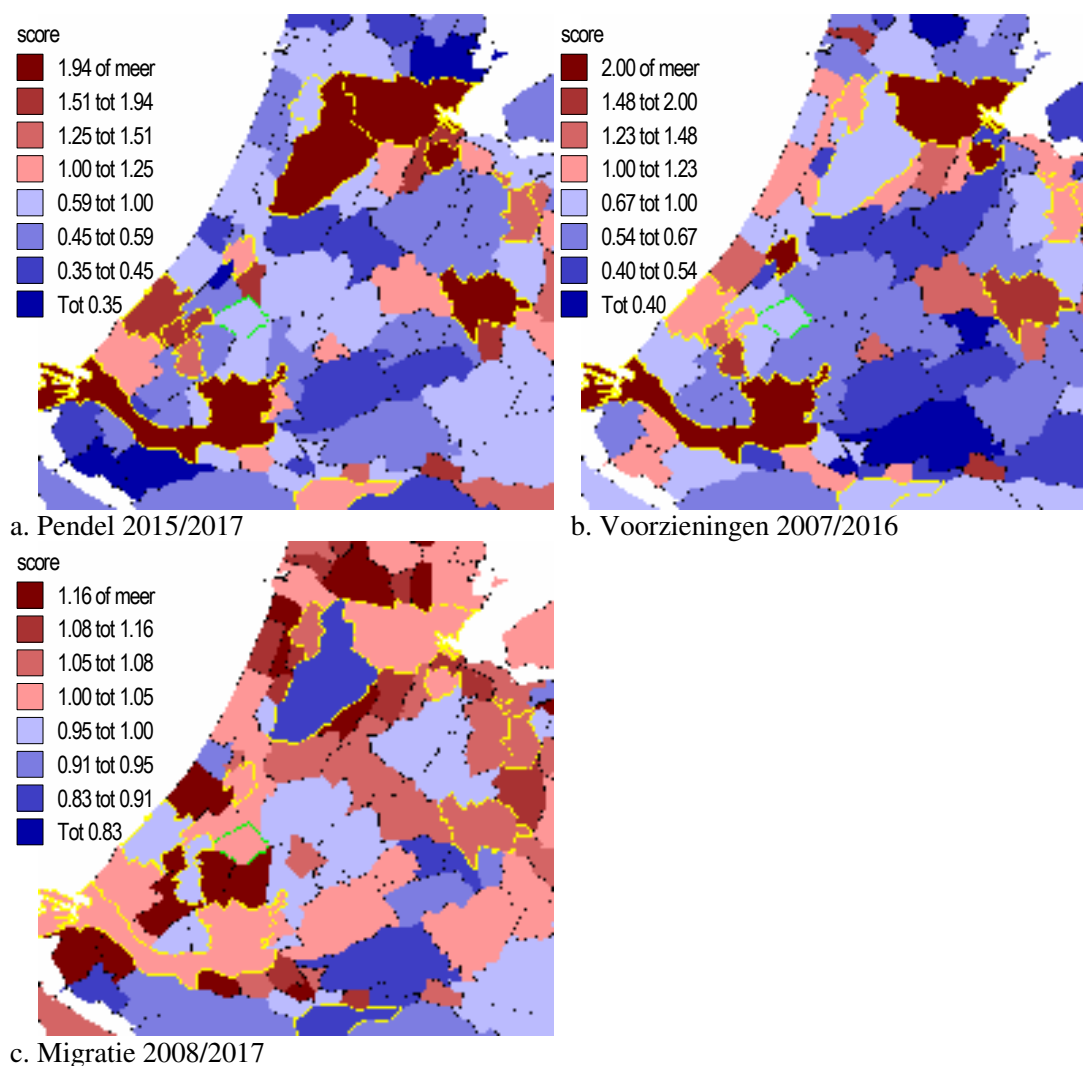 score
1.94 of meer
1.51 tot 1.94
1.25 tot 1.51
1.00 tot 1.25
0.59 tot 1.00
0.45 tot 0.59
0.35 tot 0.45
Tot 0.35
a. Pendel 2015/2017
score
2.00 of meer
1.48 tot 2.00
1.23 tot 1.48
1.00 tot 1.23
0.67 tot 1.00
0.54 tot 0.67
0.40 tot 0.54
Tot 0.40
b. Voorzieningen 2007/2016
score
1.16 of meer
1.08 tot 1.16
1.05 tot 1.08
1.00 tot 1.05
0.95 tot 1.00
0.91 tot 0.95
0.83 tot 0.91
Tot 0.83
c. Migratie 2008/2017